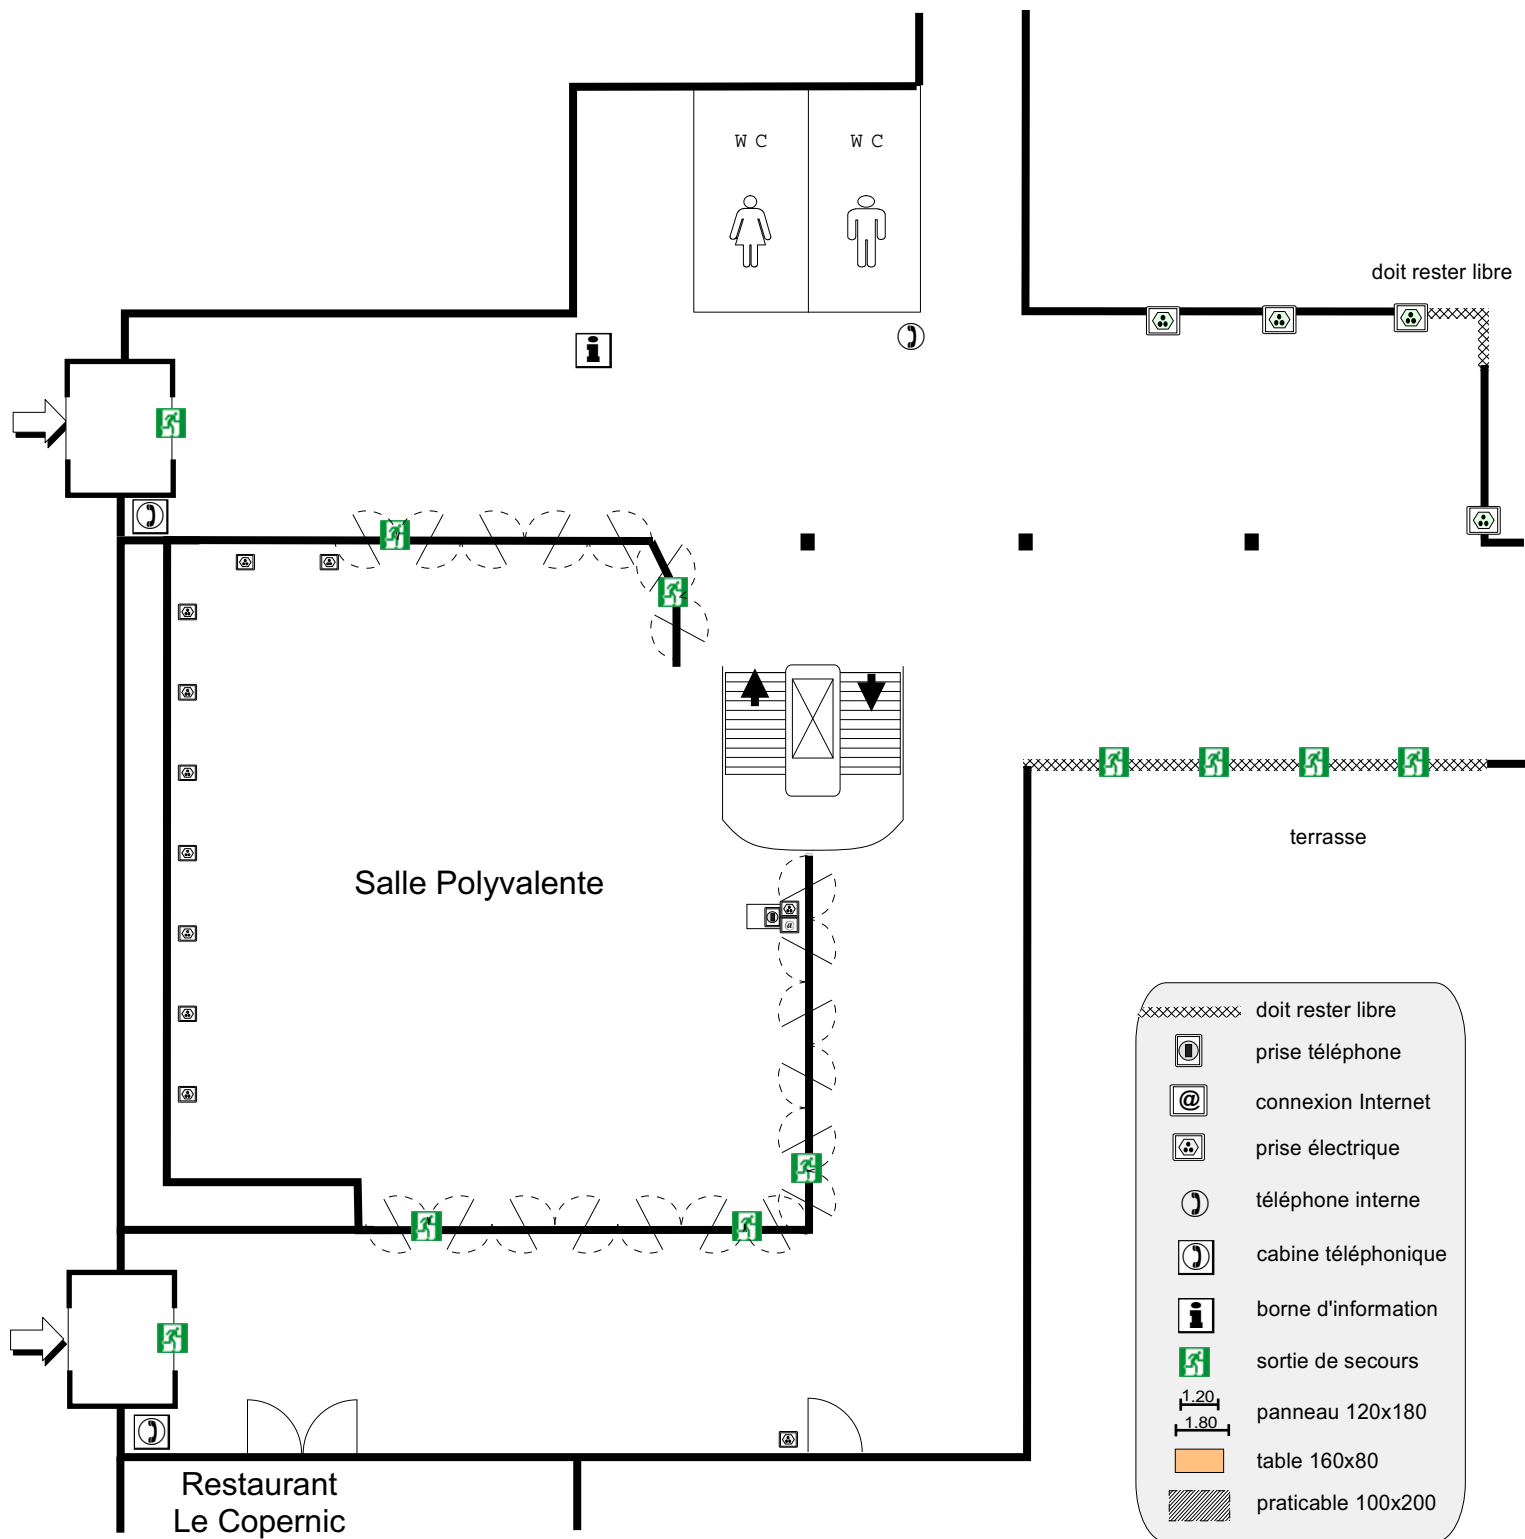 W C
W C
doit rester libre
Salle Polyvalente
@
terrasse
doit rester libre
prise téléphone
@
connexion Internet
prise électrique
téléphone interne
cabine téléphonique
i
borne d'information
sortie de secours
1.20
1.80
panneau 120x180
table 160x80
praticable 100x200
Restaurant
Le Copernic